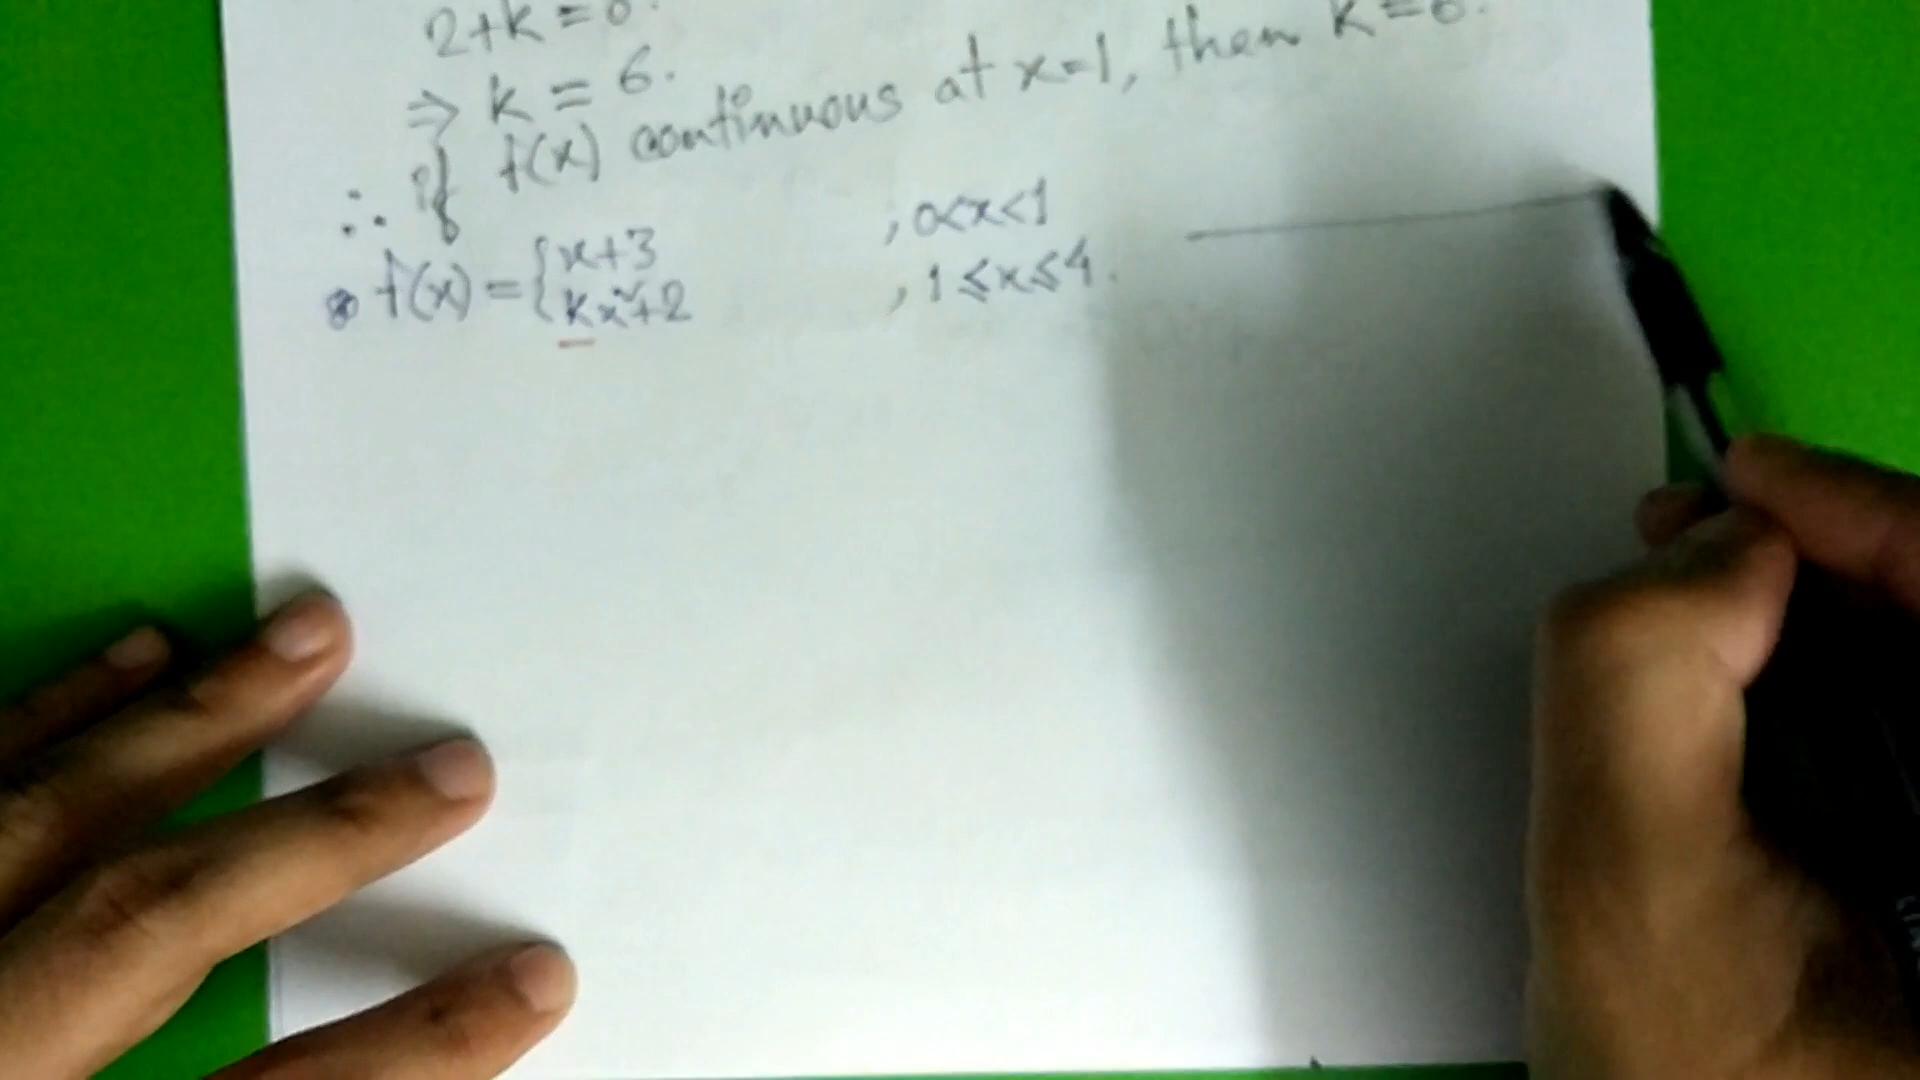 2+k=8.
⇒ k = 6.
∴ if f(x) continuous at x=1, then k=6.
f(x)={x+3 , 0<x<1
kx²+2 , 1≤x≤4.